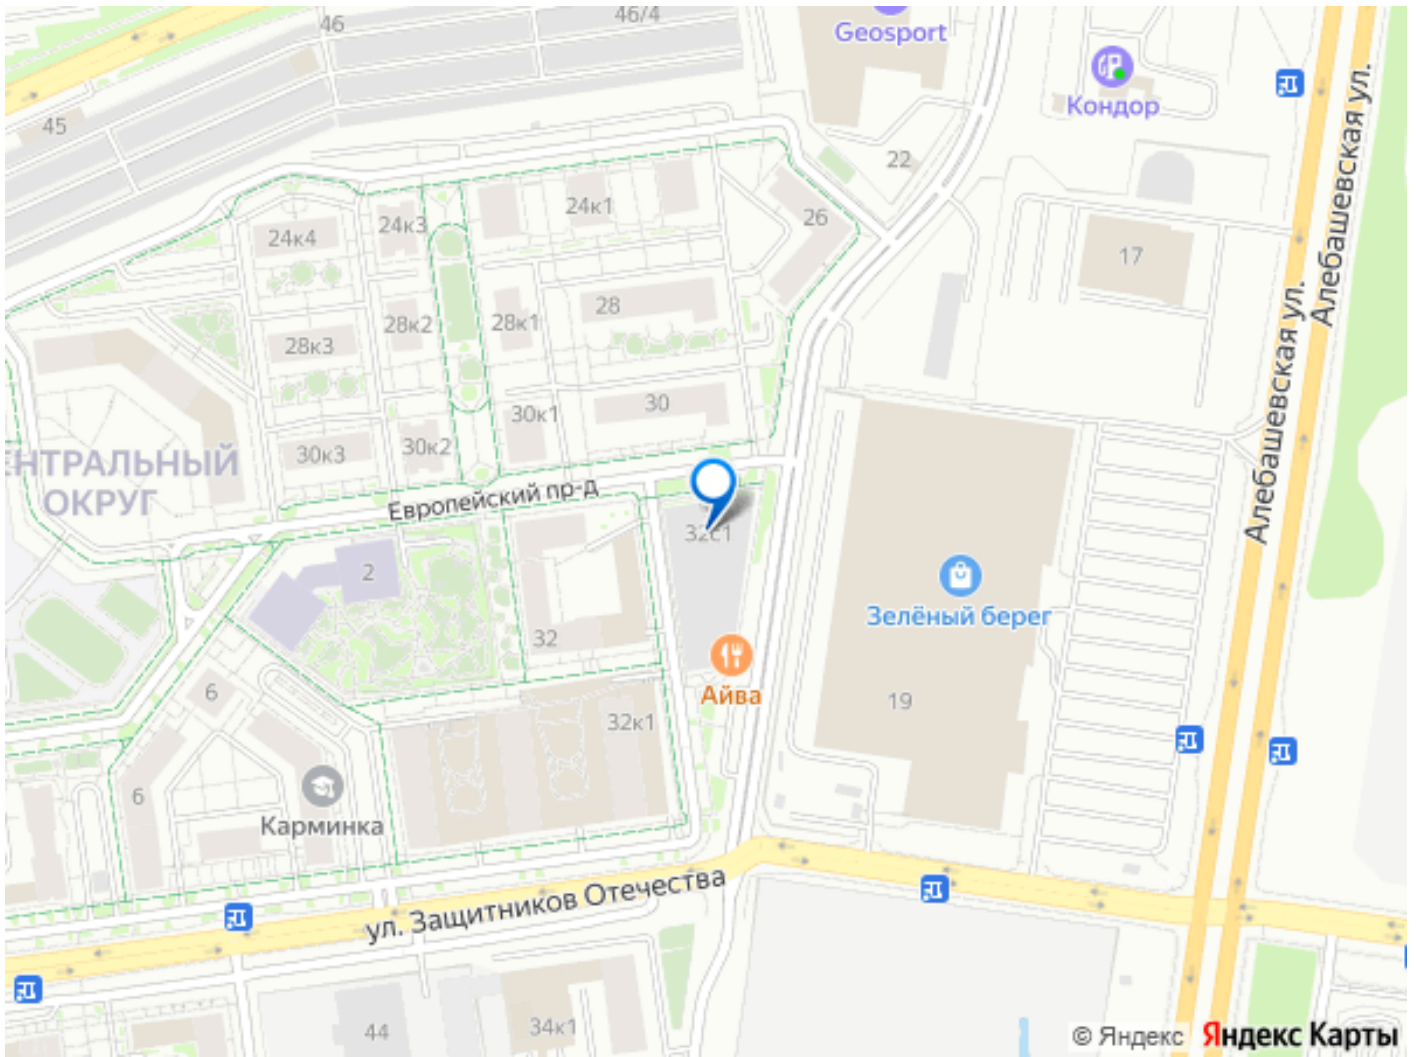 46
46/4
Geosport
Кондор
45
22
24к1
24к3
26
24к4
17
28
28к1
28к2
28к3
30
30к1
30к2
30к3
ЕНТРАЛЬНЫЙ
ОКРУГ
Европейский пр-д
32с1
2
32
Зелёный берег
19
Айва
6
32к1
6
Карминка
ул. Защитников Отечества
44
34к1
Алебашевская ул.
Алебашевская ул.
© Яндекс Яндекс Карты